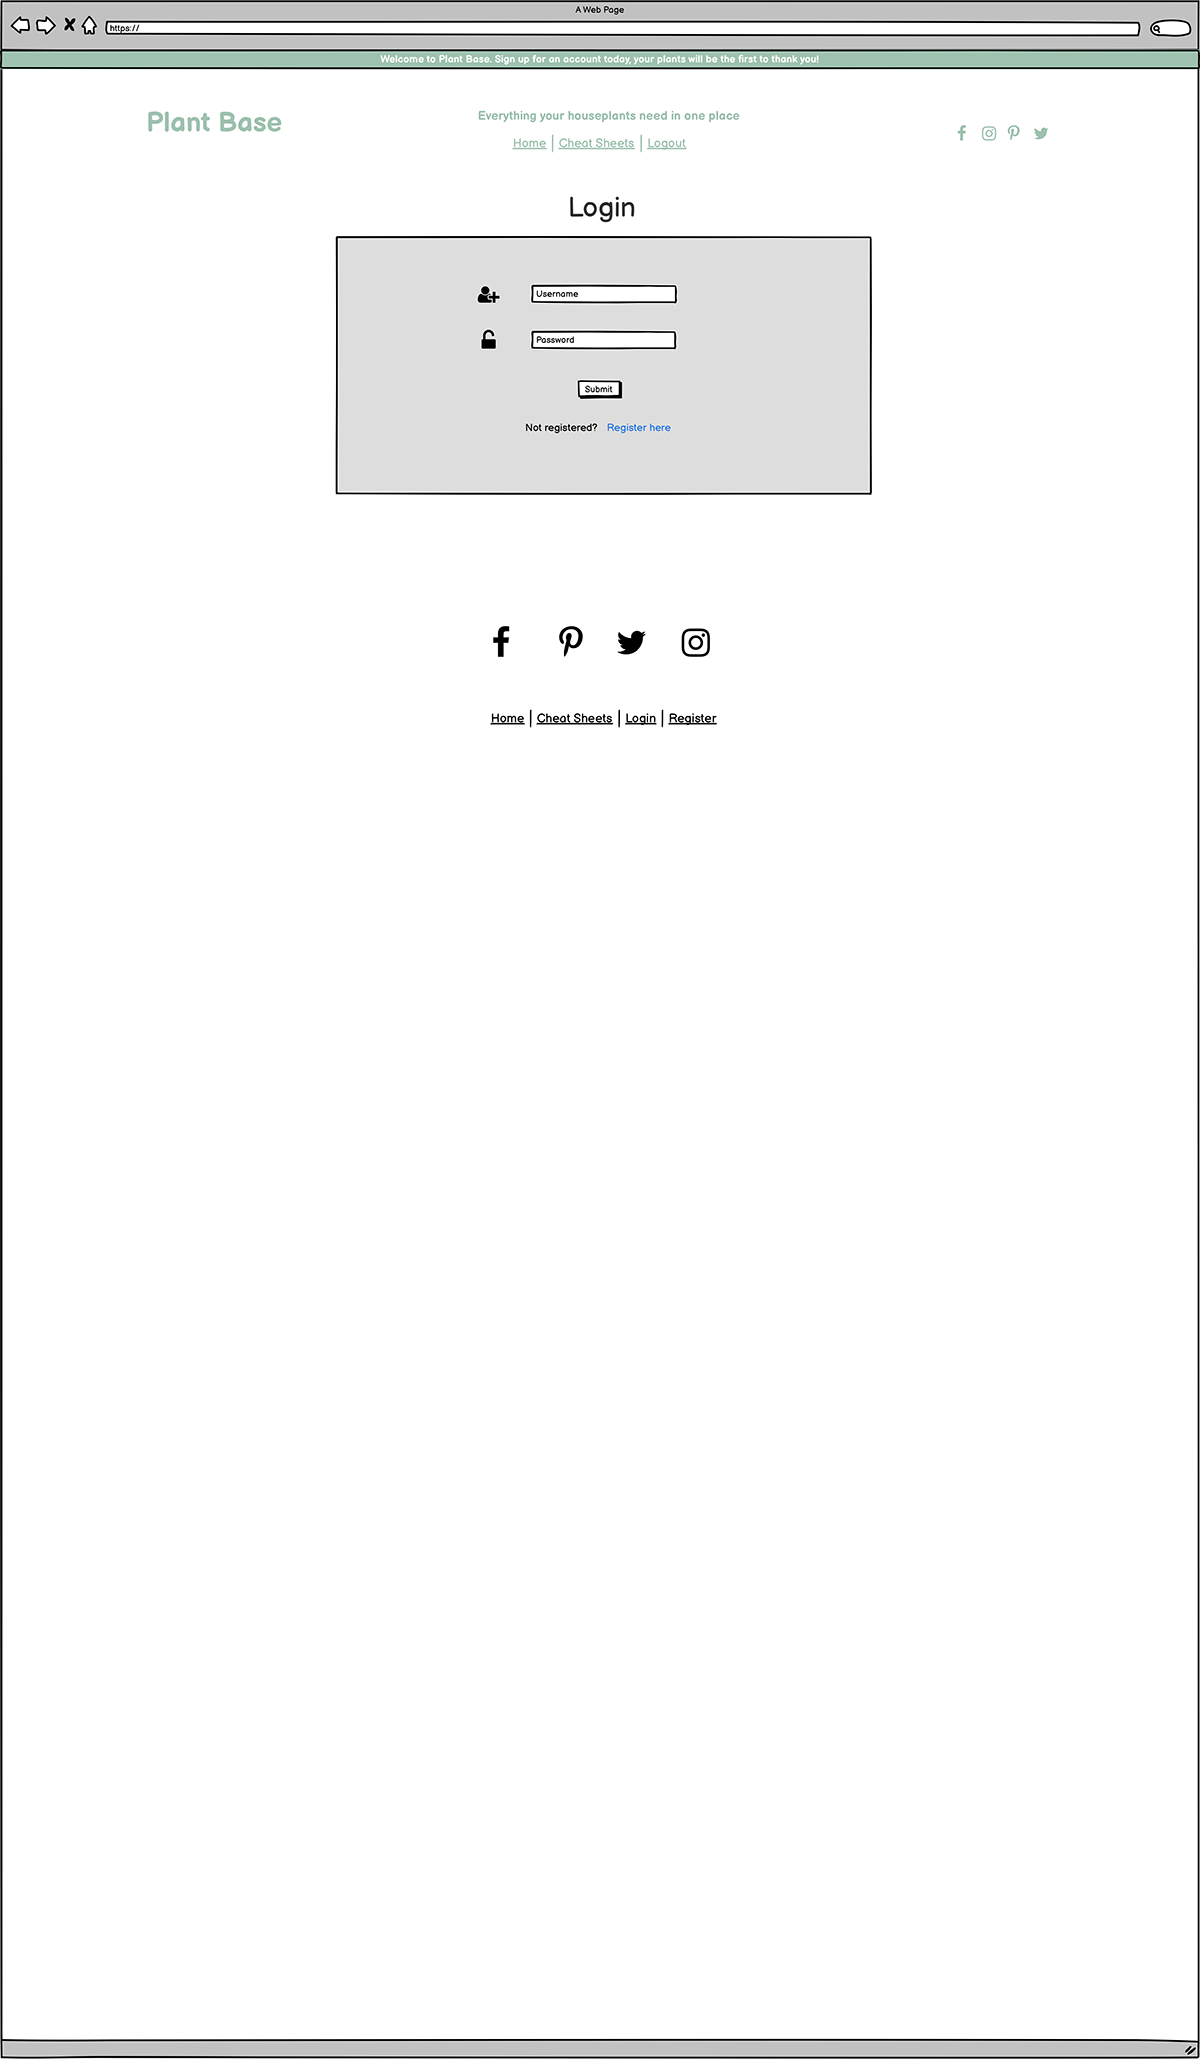 A Web Page
https://
Welcome to Plant Base. Sign up for an account today, your plants will be the first to thank you!
Plant Base
Everything your houseplants need in one place
Home | Cheat Sheets | Logout
Login
Username
Password
Submit
Not registered? Register here
Home | Cheat Sheets | Login | Register